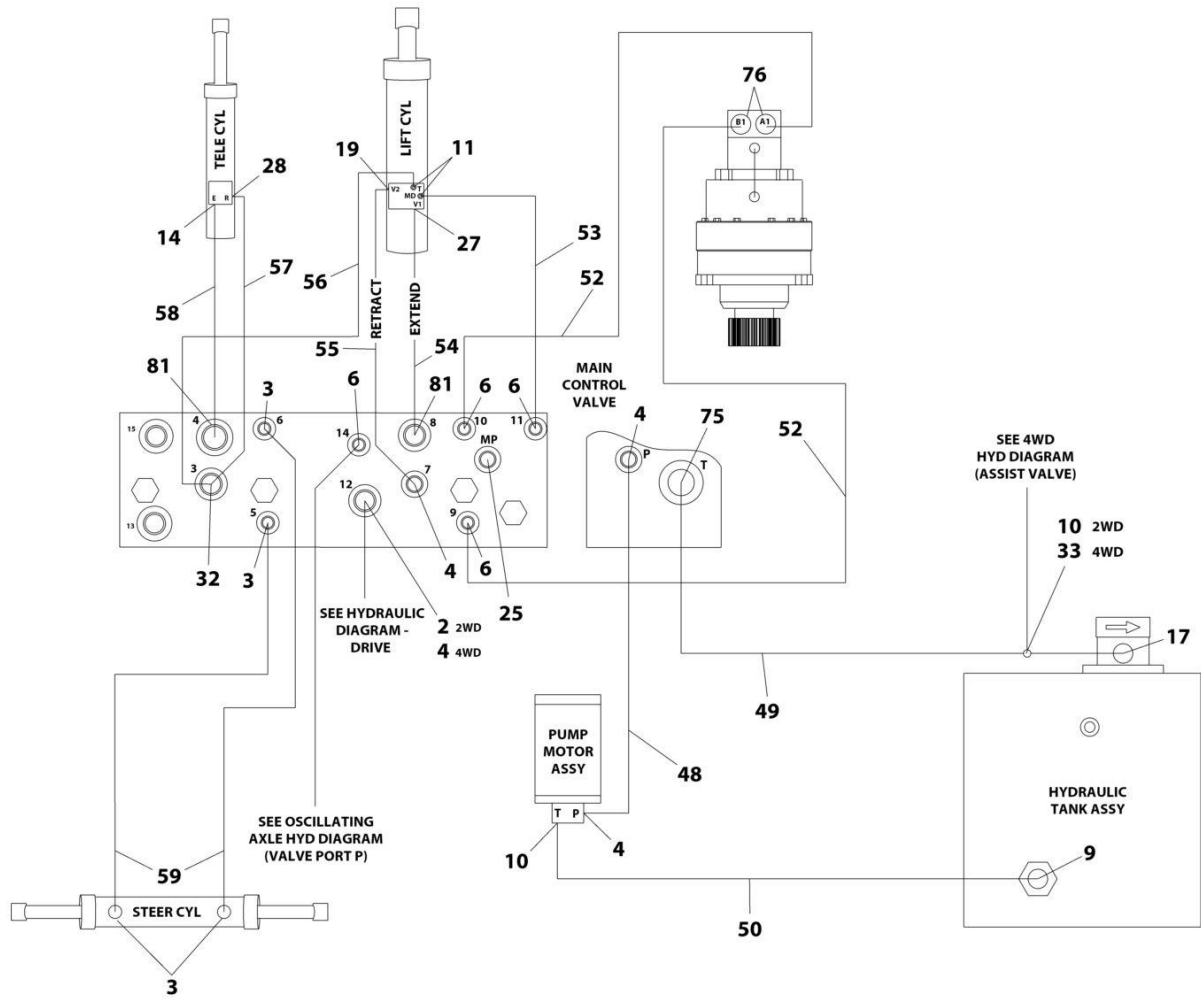 76
B1 A1
TELE CYL
LIFT CYL
28
19
11
V2
T
MD
V1
E R
14
27
53
57
56
52
58
RETRACT
EXTEND
55
54
MAIN
CONTROL
VALVE
81
3
6
81
6
6
4
75
52
SEE 4WD
HYD DIAGRAM
(ASSIST VALVE)
15
4
6
14
8
10
11
MP
P
T
3
12
7
10 2WD
33 4WD
13
5
9
32
3
4
6
25
17
SEE HYDRAULIC
DIAGRAM -
DRIVE
2 2WD
4 4WD
49
PUMP
MOTOR
ASSY
48
HYDRAULIC
TANK ASSY
T P
SEE OSCILLATING
AXLE HYD DIAGRAM
(VALVE PORT P)
10
4
9
59
STEER CYL
50
3